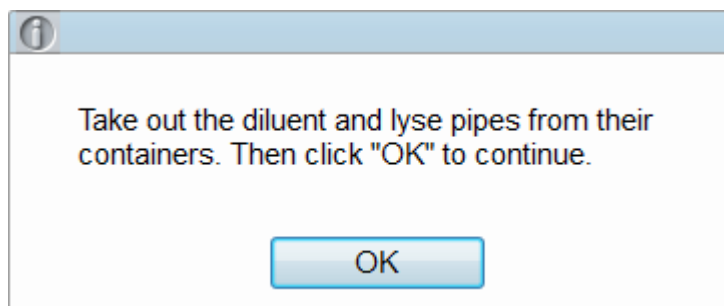 Take out the diluent and lyse pipes from their
containers. Then click "OK" to continue.
OK